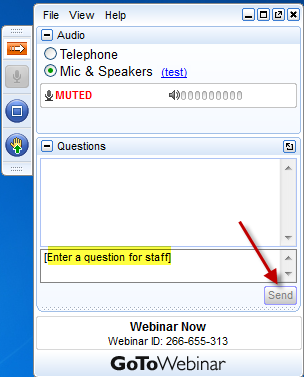 File View Help
Audio
Telephone
Mic & Speakers (test)
MUTED
Questions
[Enter a question for staff]
Send
Webinar Now
Webinar ID: 266-655-313
GoToWebinar